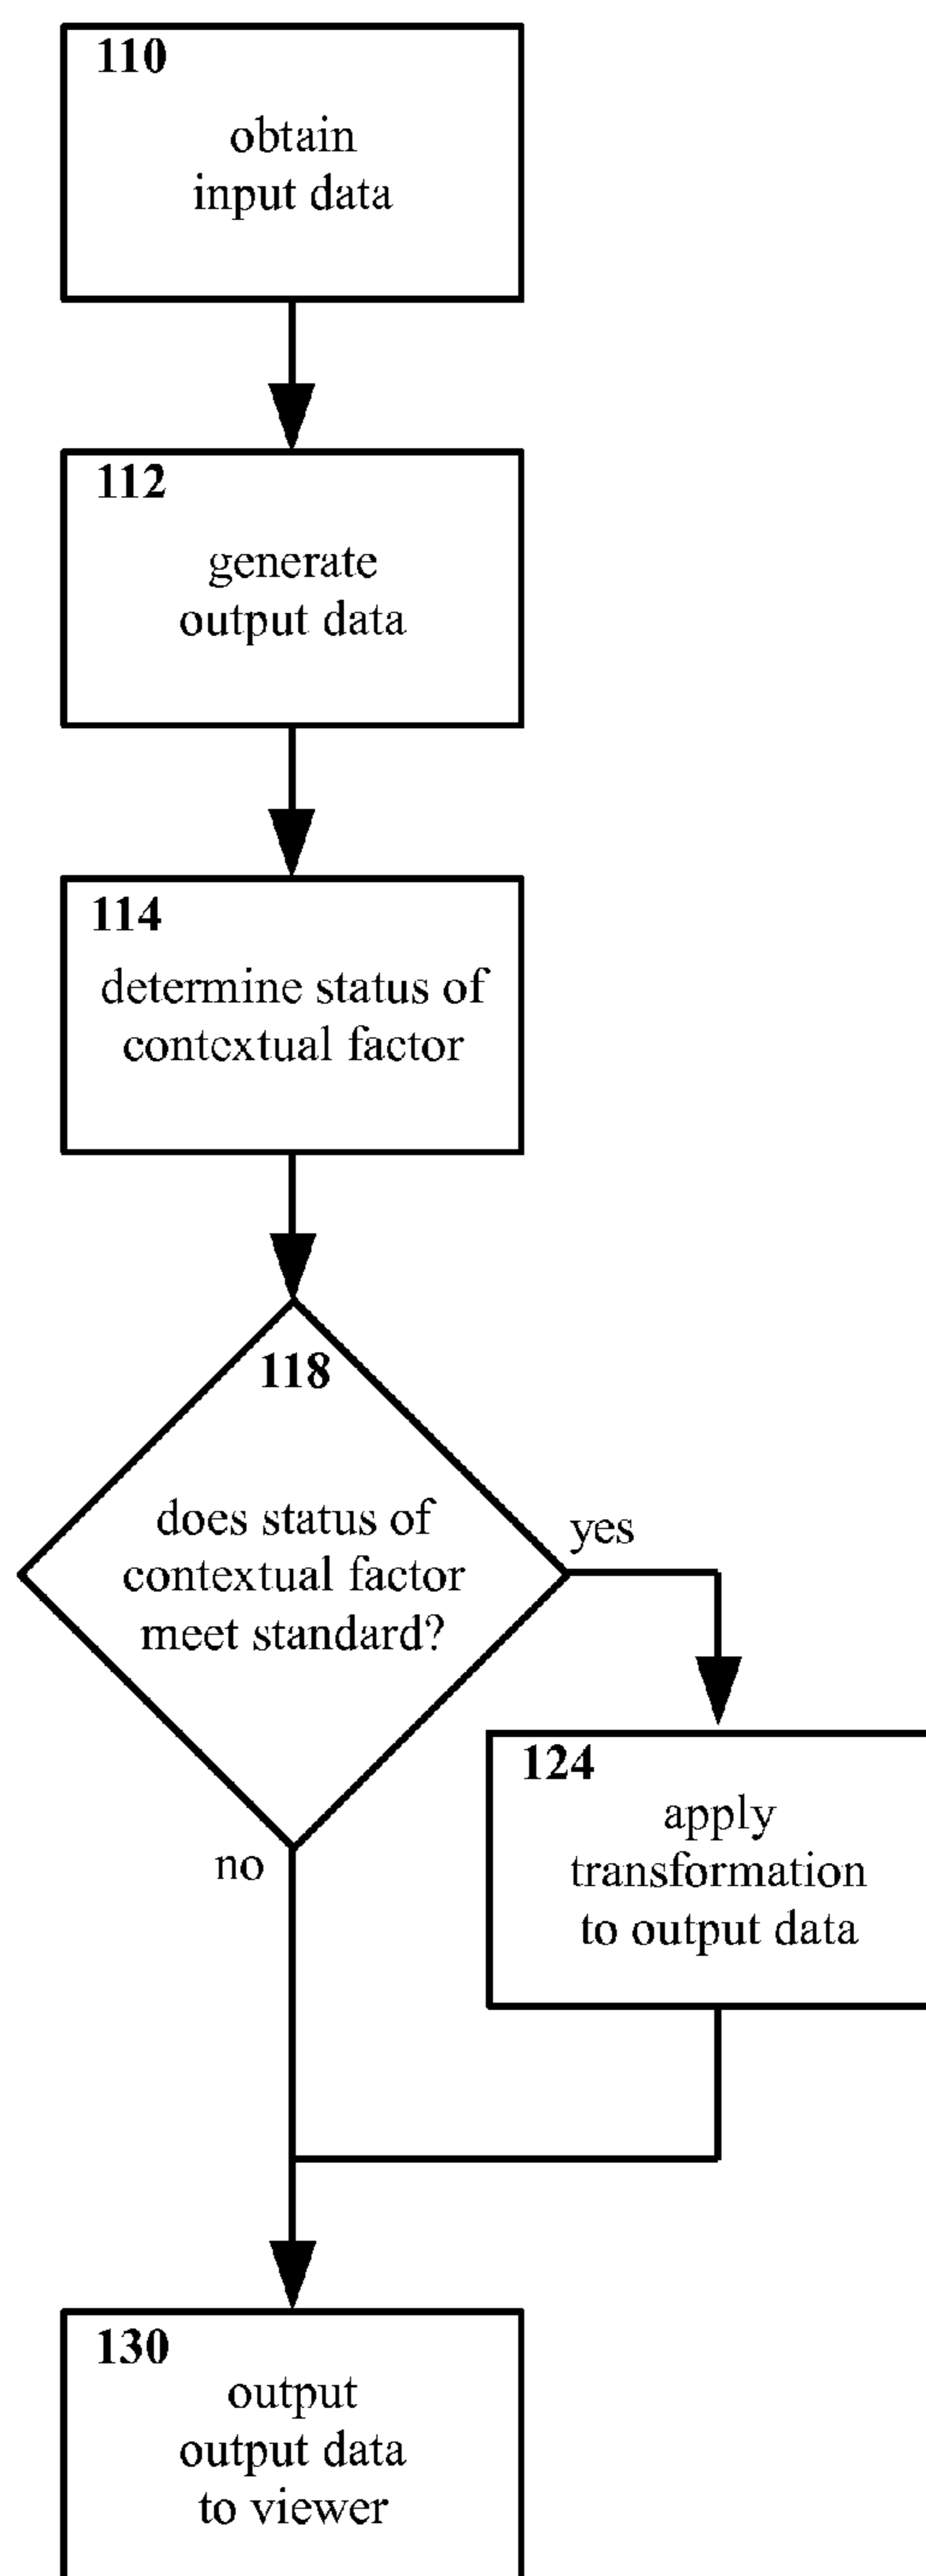 110
obtain
input data
112
generate
output data
114
determine status of
contextual factor
118
does status of
contextual factor
meet standard?
yes
no
124
apply
transformation
to output data
130
output
output data
to viewer